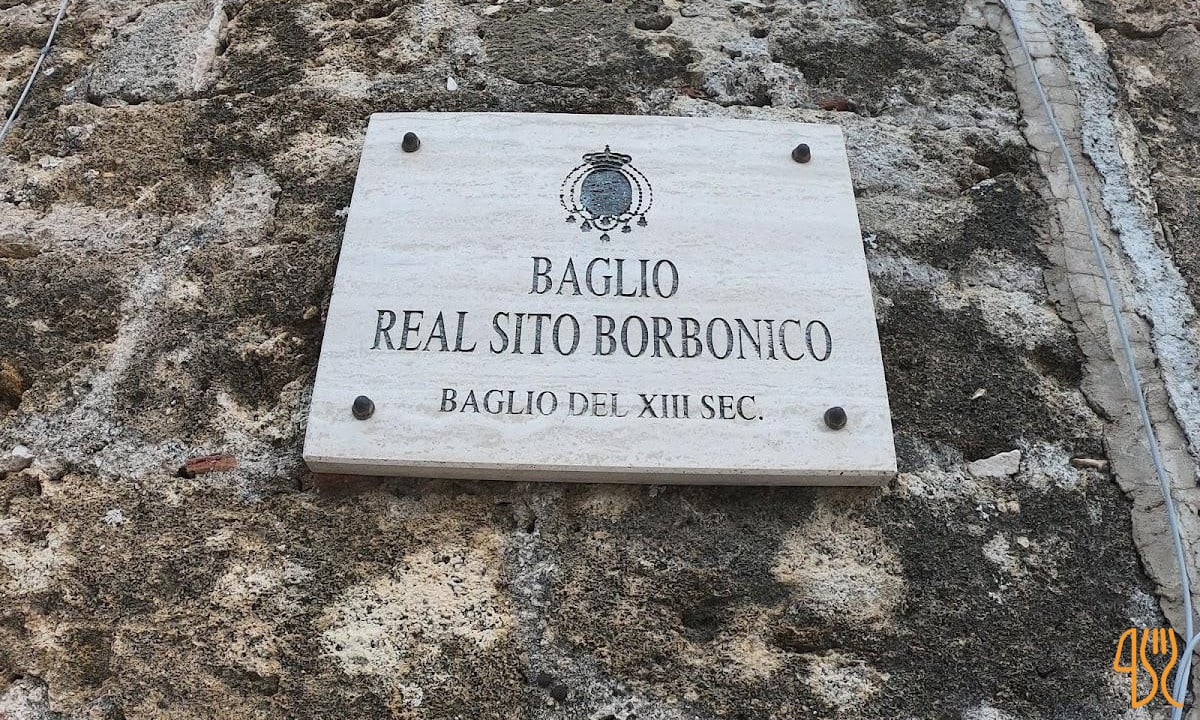 BAGLIO
REAL SITO BORBONICO
BAGLIO DEL XIII SEC.